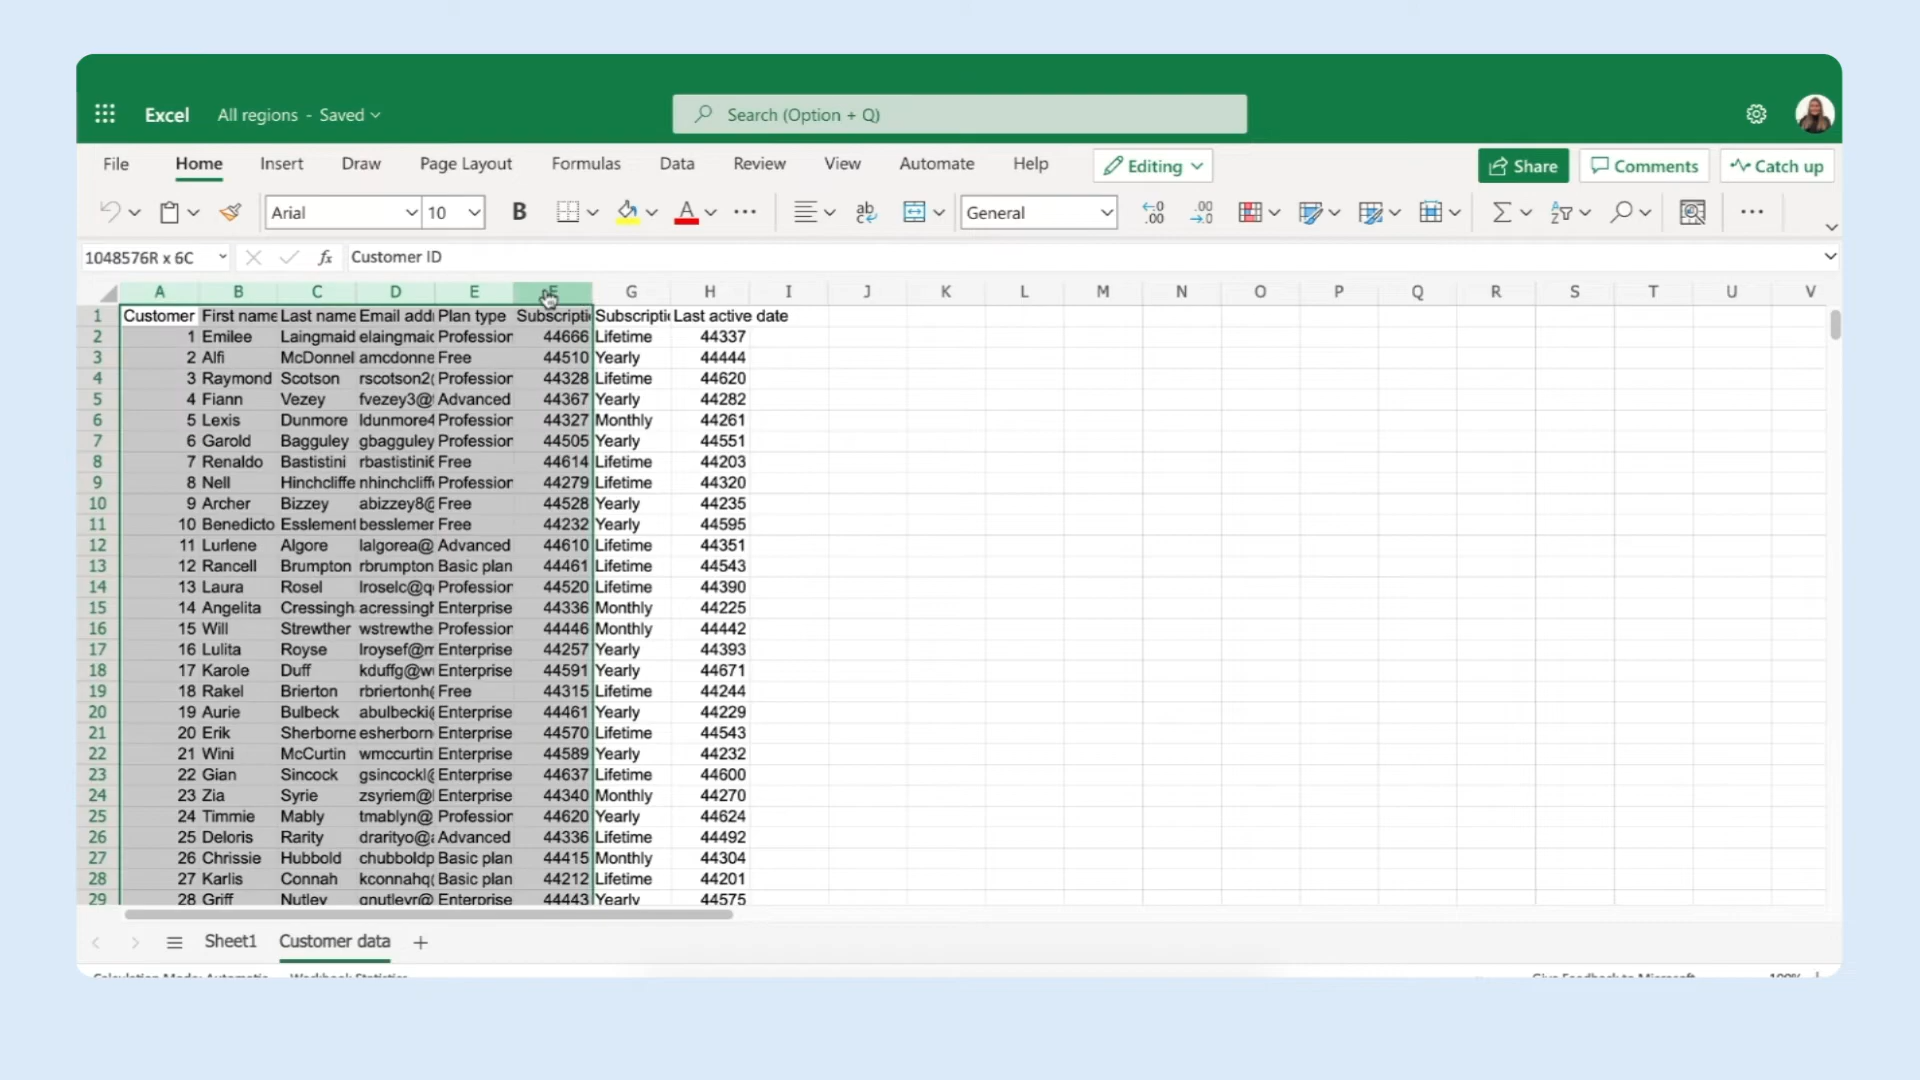 Excel All regions - Saved Search (Option + Q)
File Home Insert Draw Page Layout Formulas Data Review View Automate Help Editing Share Comments Catch up
Arial 10 B A General
1048576R x 6C fx Customer ID
A B C D E F G H I J K L M N O P Q R S T U V
1 Customer First name Last name Email addr Plan type Subscripti Subscripti Last active date
2 1 Emilee Laingmaid elaingmaid Profession 44666 Lifetime 44337
3 2 Alfi McDonnel amcdonne Free 44510 Yearly 44444
4 3 Raymond Scotson rscotson2( Profession 44328 Lifetime 44620
5 4 Fiann Vezey fvezey3@ Advanced 44367 Yearly 44282
6 5 Lexis Dunmore ldunmore4 Profession 44327 Monthly 44261
7 6 Garold Bagguley gbagguley Profession 44505 Yearly 44551
8 7 Renaldo Bastistini rbastistini6 Free 44614 Lifetime 44203
9 8 Nell Hinchcliffe nhinchcliffe Profession 44279 Lifetime 44320
10 9 Archer Bizzey abizzey8@ Free 44528 Yearly 44235
11 10 Benedicto Esslement besslemen Free 44232 Yearly 44595
12 11 Lurlene Algore lalgorea@ Advanced 44610 Lifetime 44351
13 12 Rancell Brumpton rbrumpton Basic plan 44461 Lifetime 44543
14 13 Laura Rosel lroselc@q Profession 44520 Lifetime 44390
15 14 Angelita Cressingh acressingh Enterprise 44336 Monthly 44225
16 15 Will Strewther wstrewthe Profession 44446 Monthly 44442
17 16 Lulita Royse lroysef@m Enterprise 44257 Yearly 44393
18 17 Karole Duff kduffg@w Enterprise 44591 Yearly 44671
19 18 Rakel Brierton rbriertonh( Free 44315 Lifetime 44244
20 19 Aurie Bulbeck abulbecki( Enterprise 44461 Yearly 44229
21 20 Erik Sherborne esherborn Enterprise 44570 Lifetime 44543
22 21 Wini McCurtin wmccurtin Enterprise 44589 Yearly 44232
23 22 Gian Sincock gsincockl@ Enterprise 44637 Lifetime 44600
24 23 Zia Syrie zsyriem@ Enterprise 44340 Monthly 44270
25 24 Timmie Mably tmablyn@ Profession 44620 Yearly 44624
26 25 Deloris Rarity drarityo@ Advanced 44336 Lifetime 44492
27 26 Chrissie Hubbold chubboldp Basic plan 44415 Monthly 44304
28 27 Karlis Connah kconnahq( Basic plan 44212 Lifetime 44201
29 28 Griff Nutley gnutleyr@ Enterprise 44443 Yearly 44575
Sheet1 Customer data
Calculation Mode: Automatic Workbook Statistics Give Feedback to Microsoft 100%